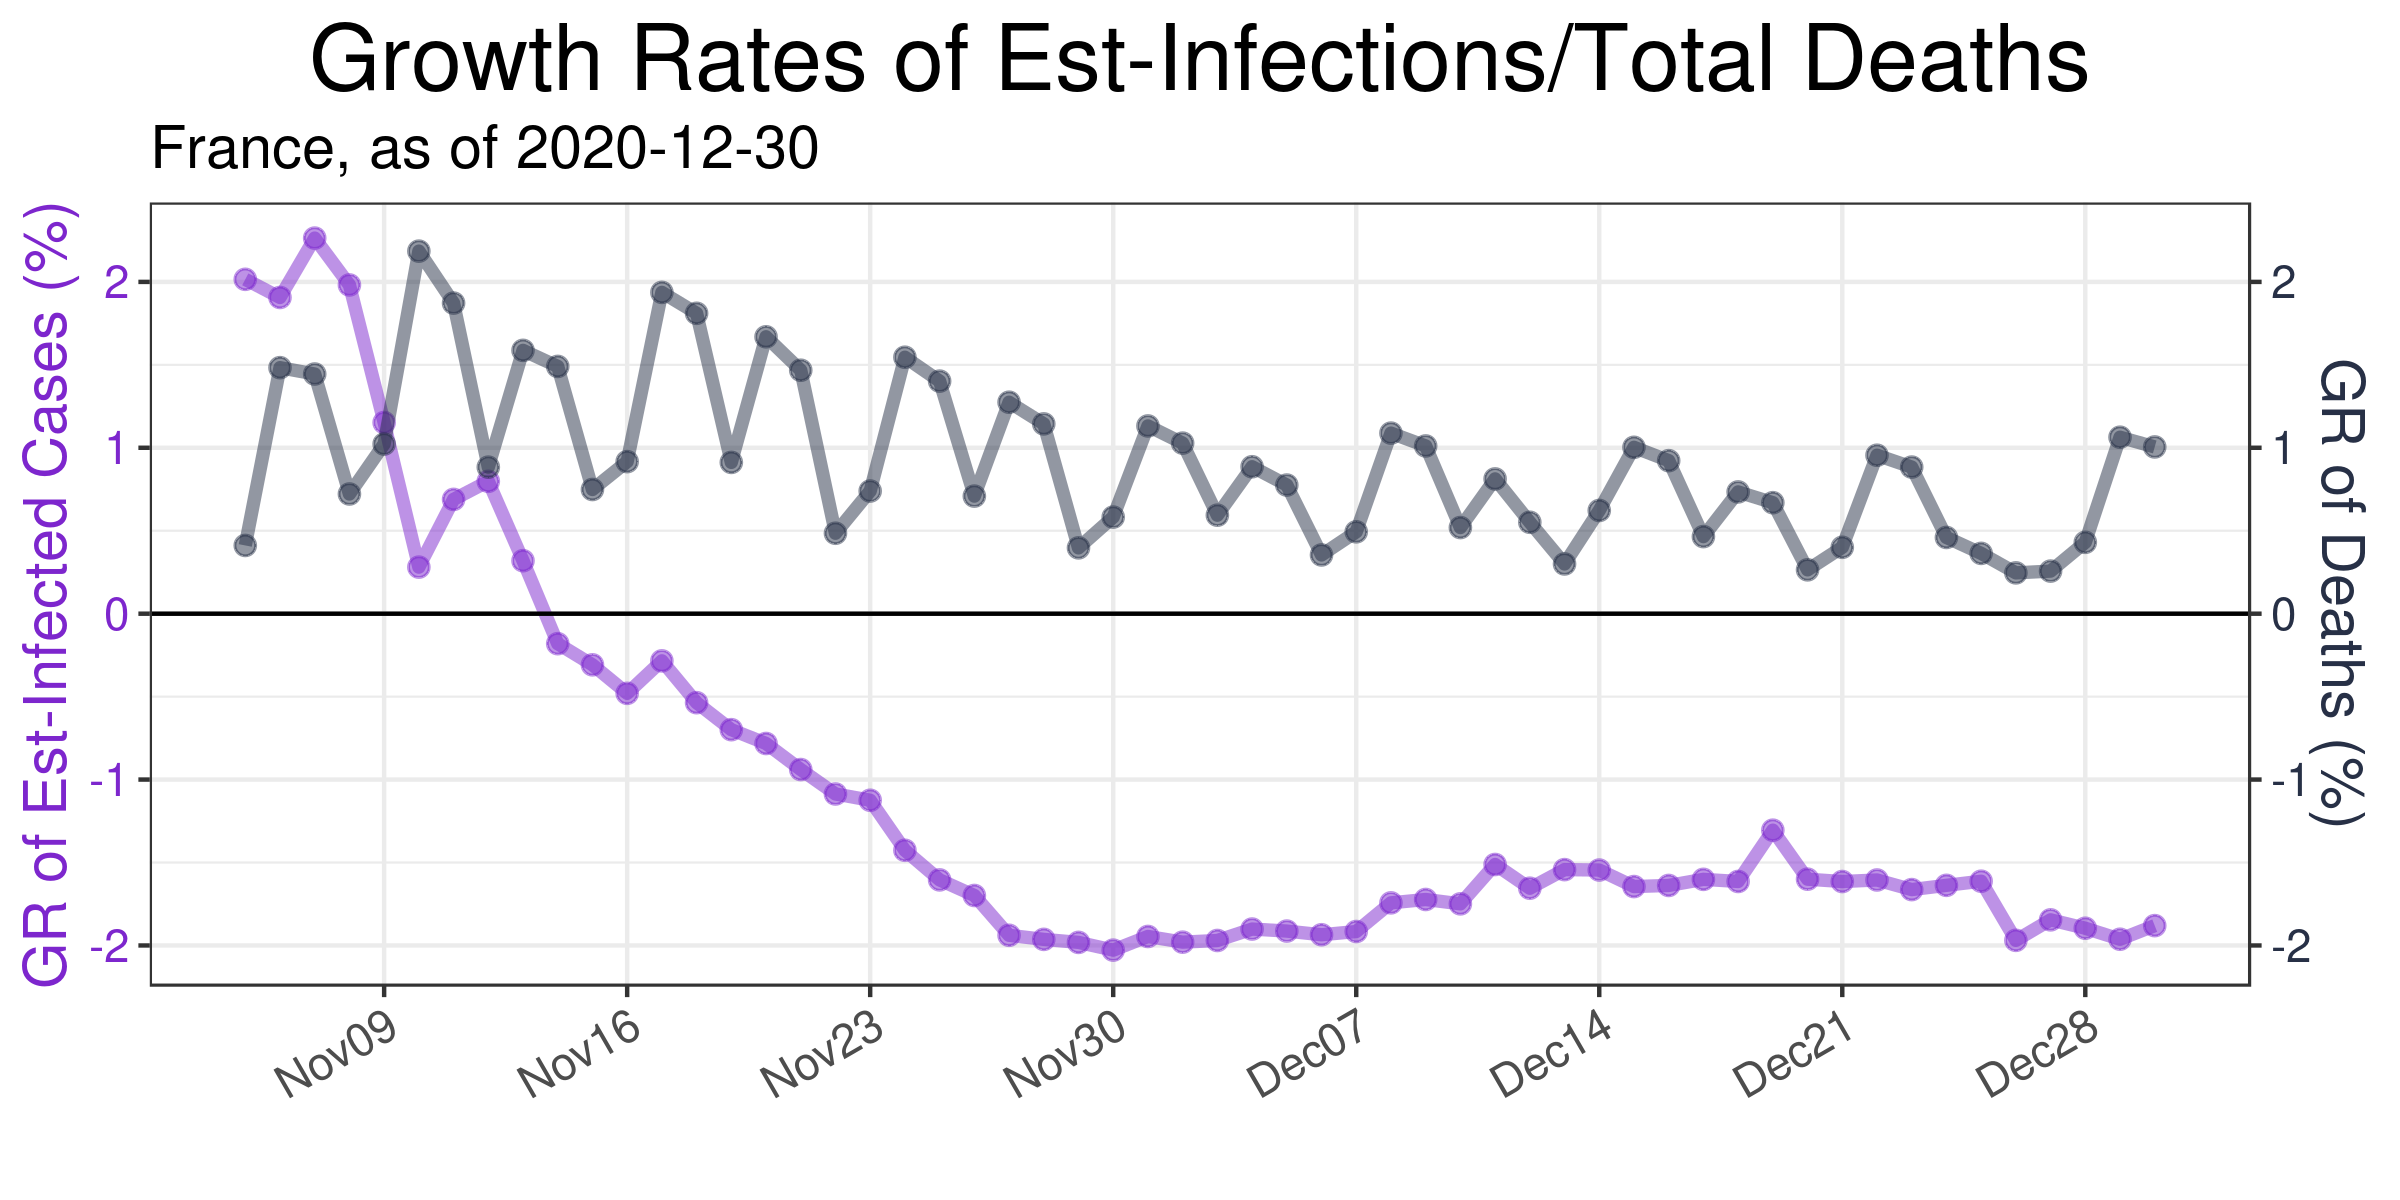 Growth Rates of Est-Infections/Total Deaths
France, as of 2020-12-30
GR of Est-Infected Cases (%)
2
1
0
-1
-2
2
1
0
-1
-2
GR of Deaths (%)
Nov09
Nov16
Nov23
Nov30
Dec07
Dec14
Dec21
Dec28